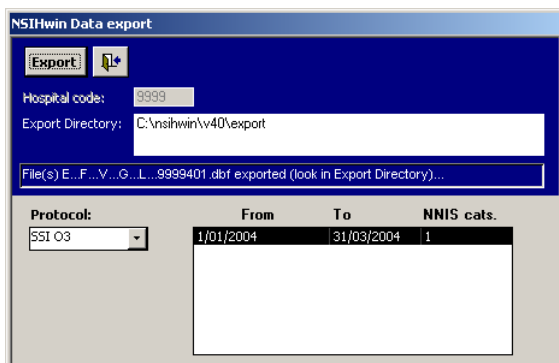 NSIHwin Data export
Export
Hospital code: 9999
Export Directory: C:\nsihwin\v40\export
File(s) E...F...V...G...L...9999401.dbf exported (look in Export Directory)...
Protocol: From To NNIS cats.
SSI O3 1/01/2004 31/03/2004 1